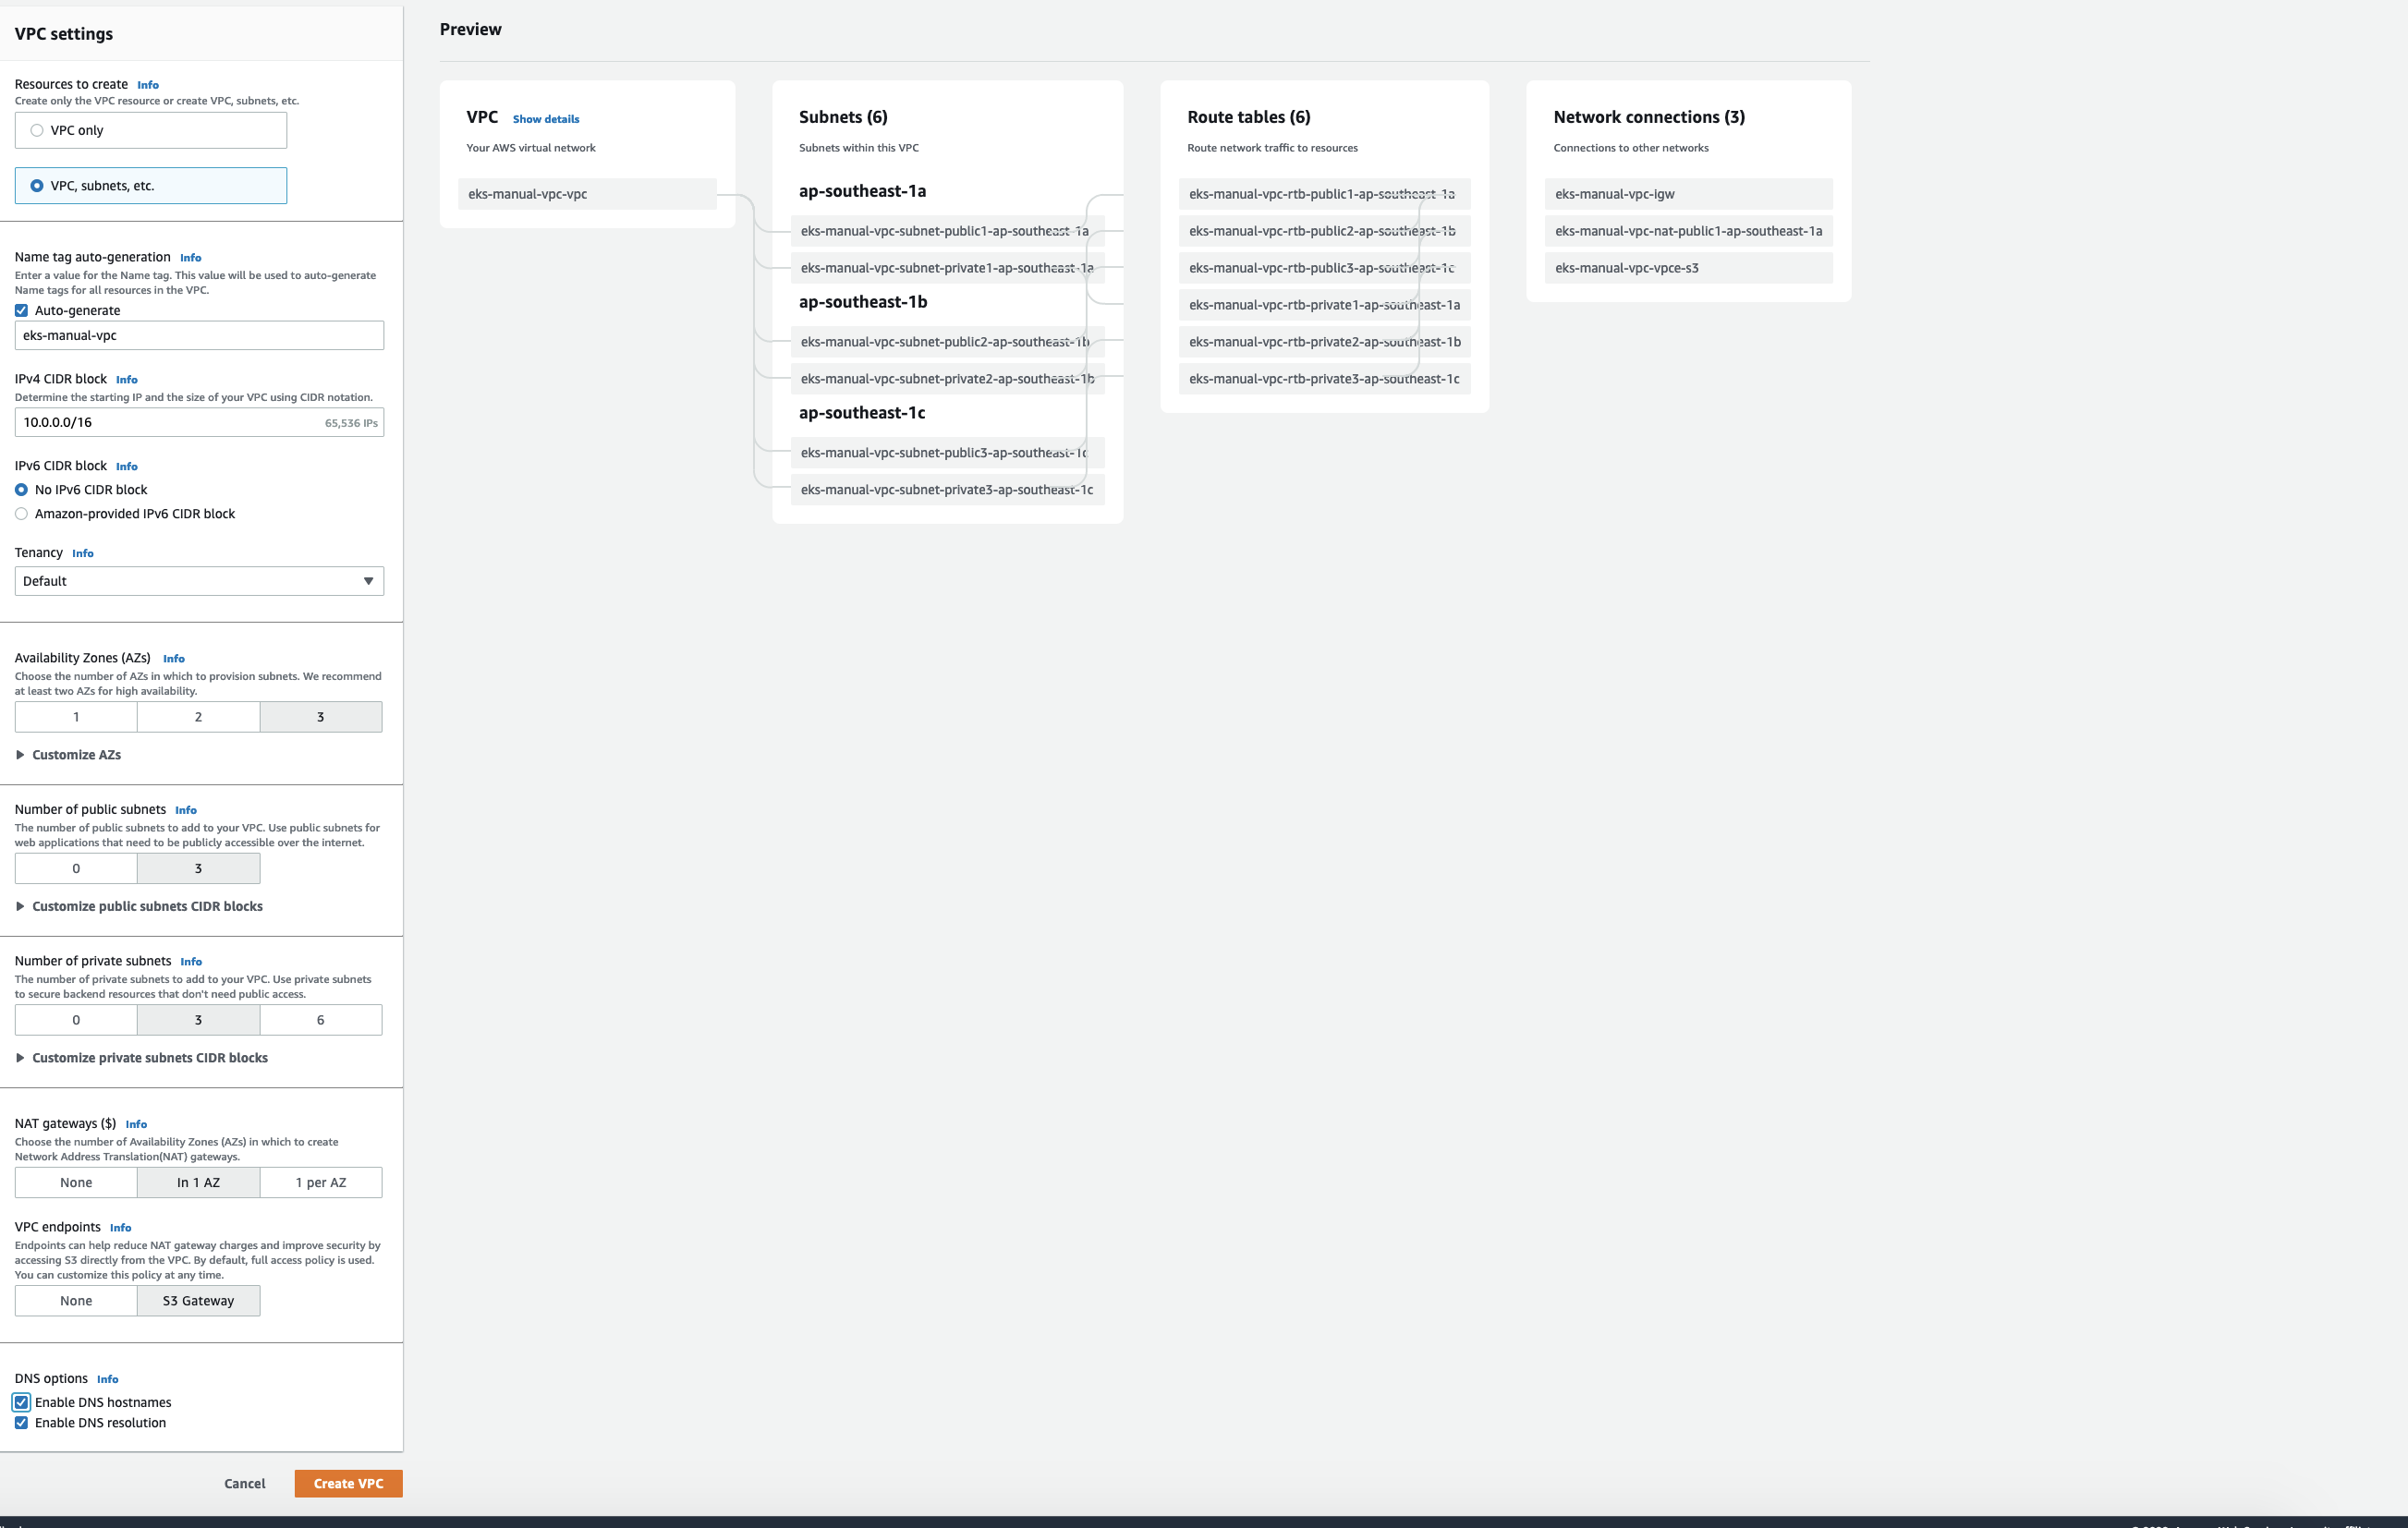 VPC settings
Resources to create Info
Create only the VPC resource or create VPC, subnets, etc.
VPC only
VPC, subnets, etc.
Name tag auto-generation Info
Enter a value for the Name tag. This value will be used to auto-generate
Name tags for all resources in the VPC.
Auto-generate
eks-manual-vpc
IPv4 CIDR block Info
Determine the starting IP and the size of your VPC using CIDR notation.
10.0.0.0/16 65,536 IPs
IPv6 CIDR block Info
No IPv6 CIDR block
Amazon-provided IPv6 CIDR block
Tenancy Info
Default
Availability Zones (AZs) Info
Choose the number of AZs in which to provision subnets. We recommend
at least two AZs for high availability.
1 2 3
Customize AZs
Number of public subnets Info
The number of public subnets to add to your VPC. Use public subnets for
web applications that need to be publicly accessible over the internet.
0 3
Customize public subnets CIDR blocks
Number of private subnets Info
The number of private subnets to add to your VPC. Use private subnets
to secure backend resources that don't need public access.
0 3 6
Customize private subnets CIDR blocks
NAT gateways ($) Info
Choose the number of Availability Zones (AZs) in which to create
Network Address Translation(NAT) gateways.
None In 1 AZ 1 per AZ
VPC endpoints Info
Endpoints can help reduce NAT gateway charges and improve security by
accessing S3 directly from the VPC. By default, full access policy is used.
You can customize this policy at any time.
None S3 Gateway
DNS options Info
Enable DNS hostnames
Enable DNS resolution
Cancel Create VPC
Preview
VPC Show details
Your AWS virtual network
eks-manual-vpc-vpc
Subnets (6)
Subnets within this VPC
ap-southeast-1a
eks-manual-vpc-subnet-public1-ap-southeast-1a
eks-manual-vpc-subnet-private1-ap-southeast-1a
ap-southeast-1b
eks-manual-vpc-subnet-public2-ap-southeast-1b
eks-manual-vpc-subnet-private2-ap-southeast-1b
ap-southeast-1c
eks-manual-vpc-subnet-public3-ap-southeast-1c
eks-manual-vpc-subnet-private3-ap-southeast-1c
Route tables (6)
Route network traffic to resources
eks-manual-vpc-rtb-public1-ap-southeast-1a
eks-manual-vpc-rtb-public2-ap-southeast-1b
eks-manual-vpc-rtb-public3-ap-southeast-1c
eks-manual-vpc-rtb-private1-ap-southeast-1a
eks-manual-vpc-rtb-private2-ap-southeast-1b
eks-manual-vpc-rtb-private3-ap-southeast-1c
Network connections (3)
Connections to other networks
eks-manual-vpc-igw
eks-manual-vpc-nat-public1-ap-southeast-1a
eks-manual-vpc-vpce-s3